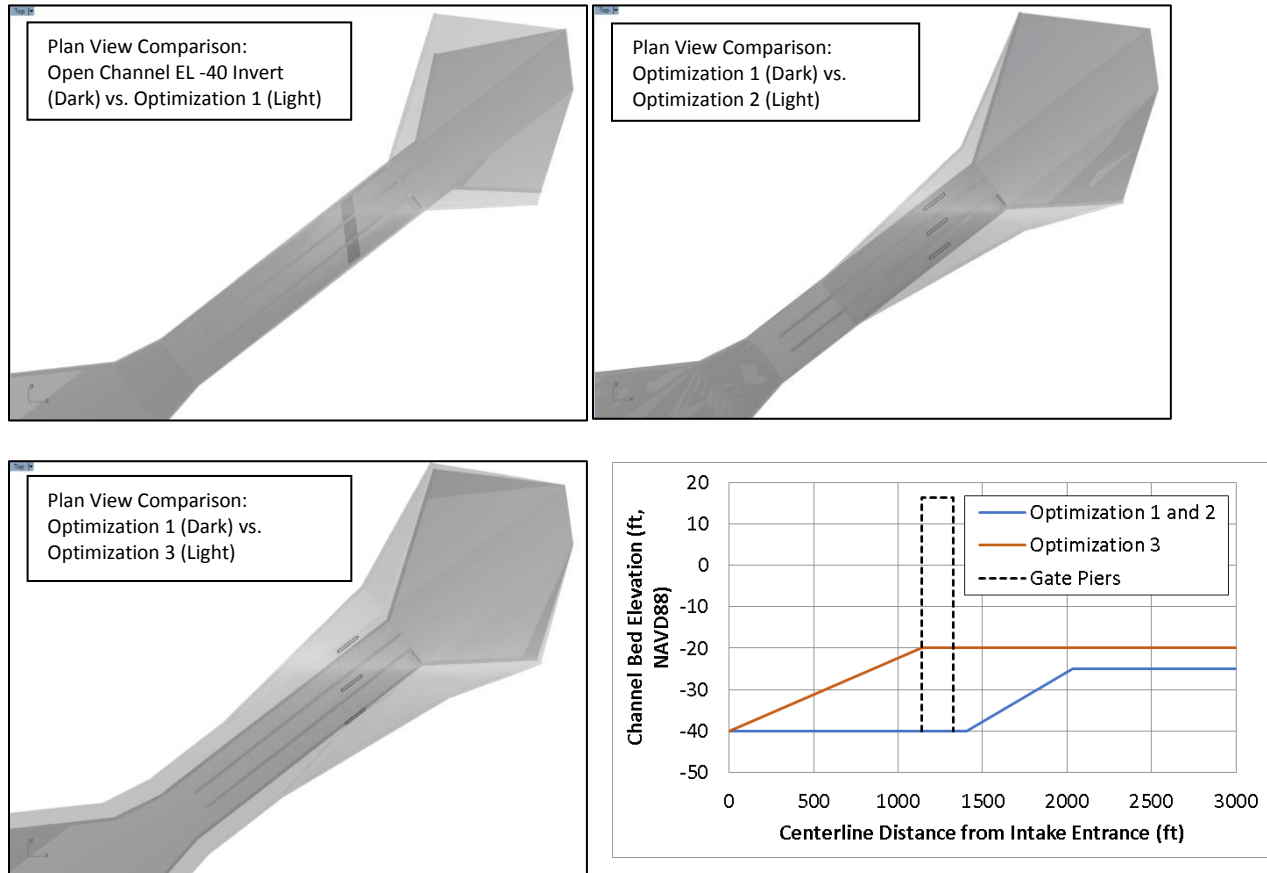 Top
Plan View Comparison:
Open Channel EL -40 Invert
(Dark) vs. Optimization 1 (Light)
Top
Plan View Comparison:
Optimization 1 (Dark) vs.
Optimization 2 (Light)
Top
Plan View Comparison:
Optimization 1 (Dark) vs.
Optimization 3 (Light)
Channel Bed Elevation (ft,
NAVD88)
20
10
0
-10
-20
-30
-40
-50
Optimization 1 and 2
Optimization 3
Gate Piers
0 500 1000 1500 2000 2500 3000
Centerline Distance from Intake Entrance (ft)